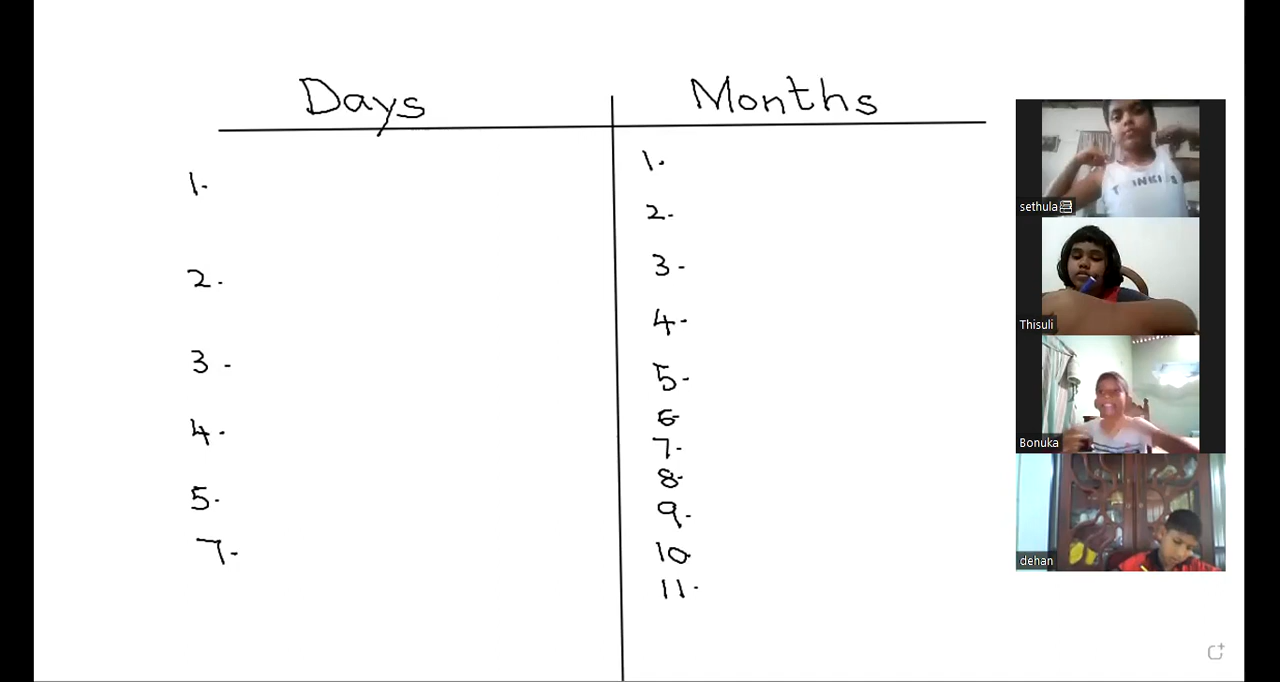 Days
Months
1.
2.
3.
4.
5.
7.
1.
2.
3.
4.
5.
6
7.
8.
9.
10
11.
sethula
Thisuli
Bonuka
dehan